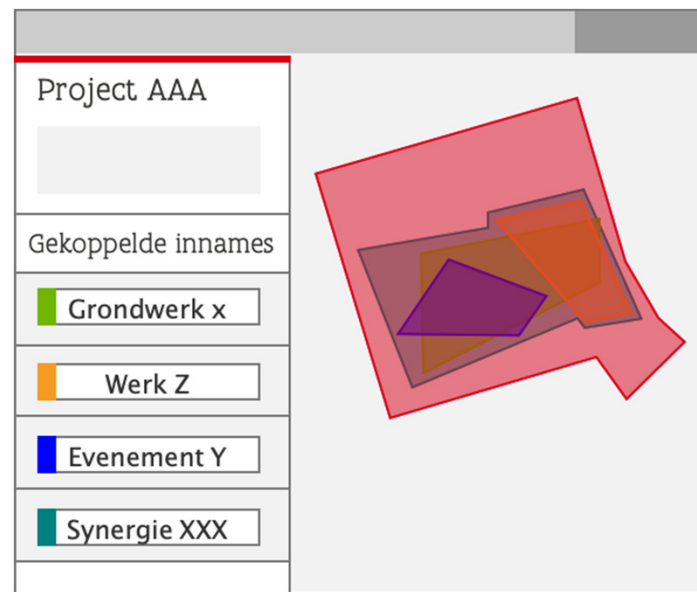 Project AAA
Gekoppelde innames
Grondwerk x
Werk Z
Evenement Y
Synergie XXX